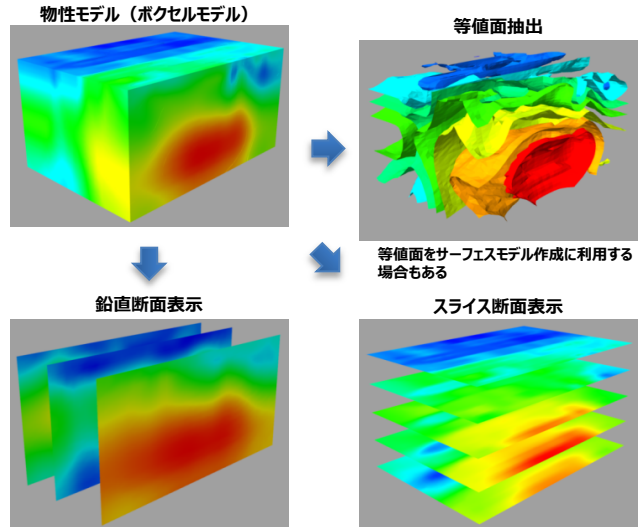 物性モデル（ボクセルモデル）
等値面抽出
等値面をサーフェスモデル作成に利用する
場合もある
鉛直断面表示
スライス断面表示